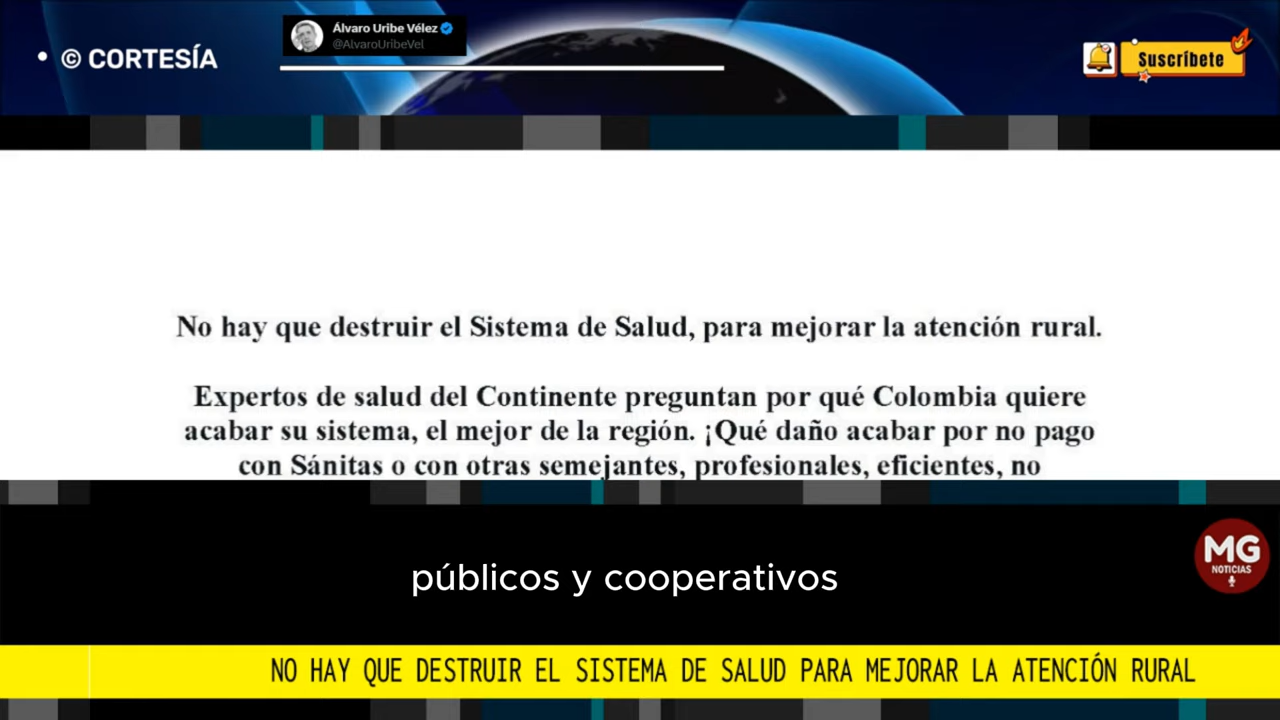 • © CORTESÍA
Álvaro Uribe Vélez
@AlvaroUribeVel
Suscríbete
No hay que destruir el Sistema de Salud, para mejorar la atención rural.
Expertos de salud del Continente preguntan por qué Colombia quiere
acabar su sistema, el mejor de la región. ¡Qué daño acabar por no pago
con Sánitas o con otras semejantes, profesionales, eficientes, no
públicos y cooperativos
MG
NOTICIAS
NO HAY QUE DESTRUIR EL SISTEMA DE SALUD PARA MEJORAR LA ATENCIÓN RURAL